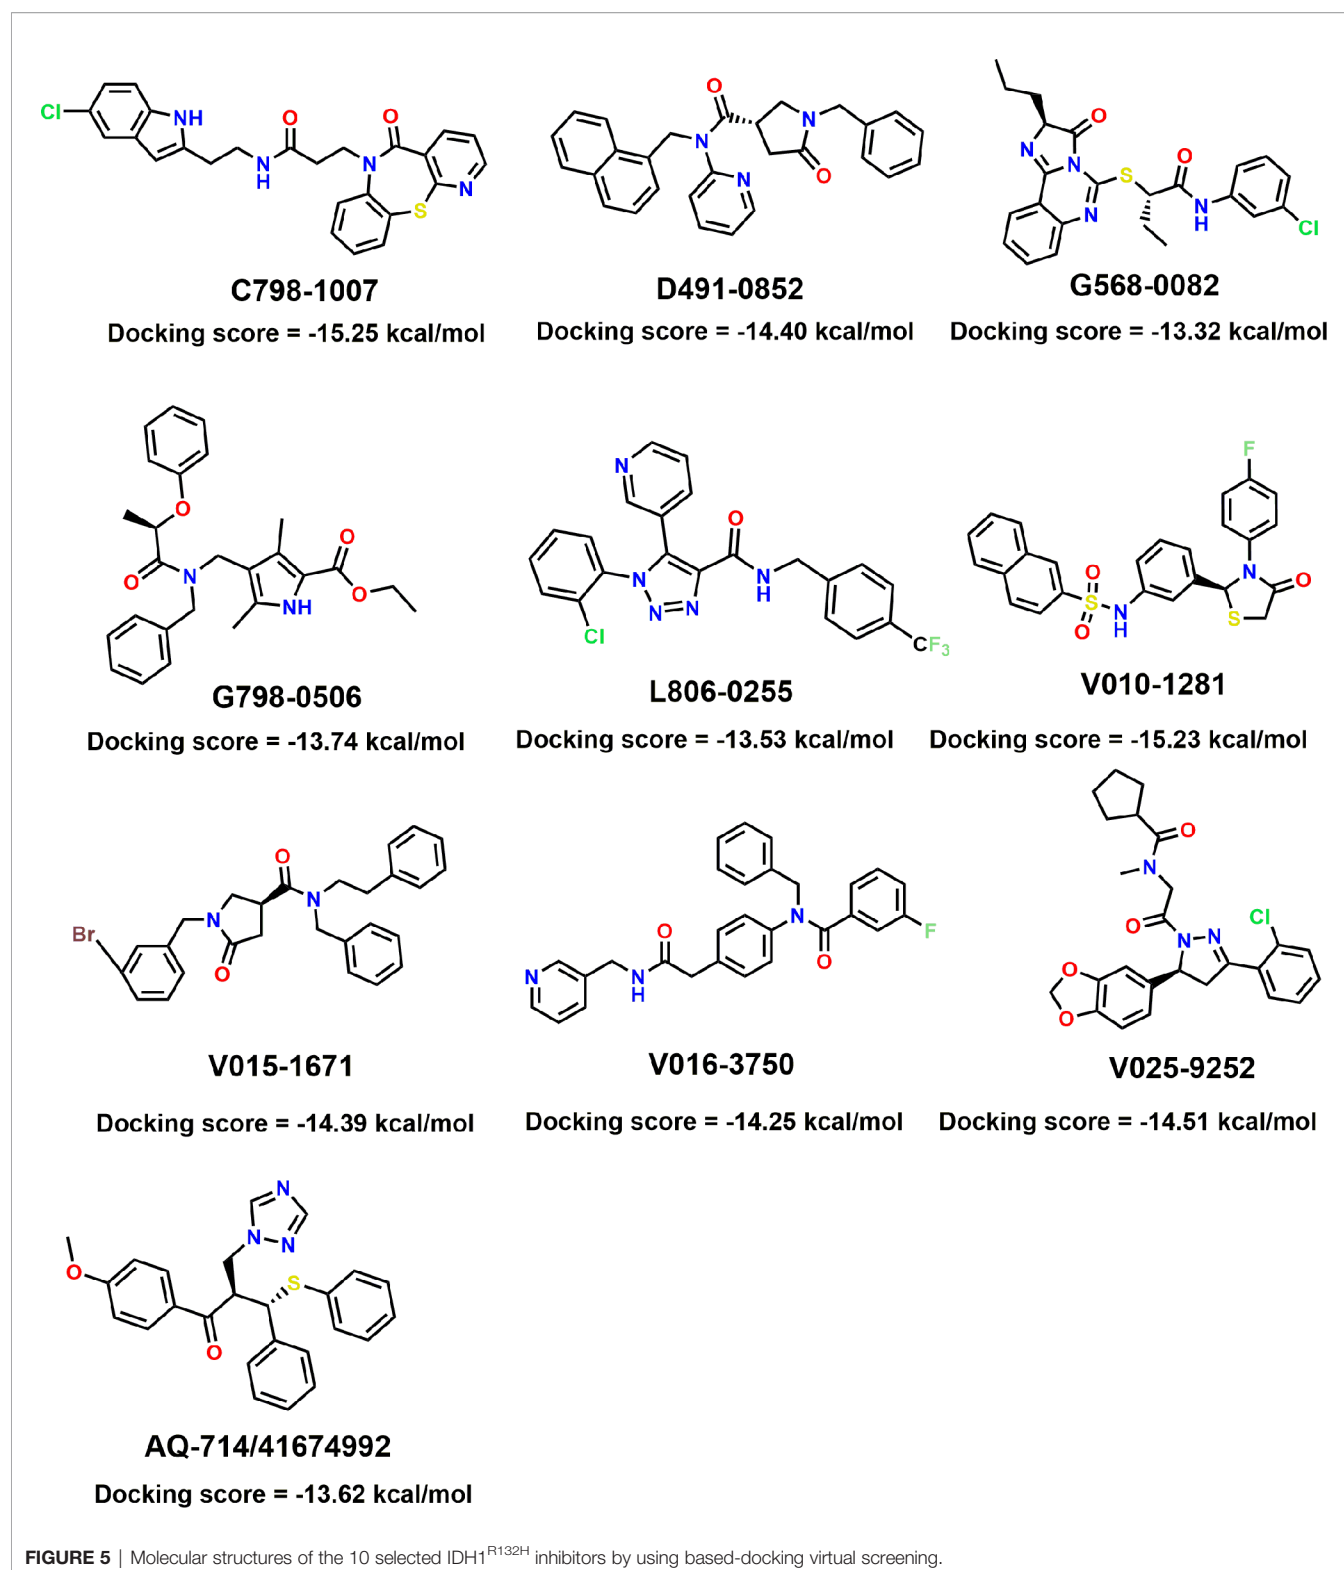 C798-1007
Docking score = -15.25 kcal/mol
D491-0852
Docking score = -14.40 kcal/mol
G568-0082
Docking score = -13.32 kcal/mol
G798-0506
Docking score = -13.74 kcal/mol
L806-0255
Docking score = -13.53 kcal/mol
V010-1281
Docking score = -15.23 kcal/mol
V015-1671
Docking score = -14.39 kcal/mol
V016-3750
Docking score = -14.25 kcal/mol
V025-9252
Docking score = -14.51 kcal/mol
AQ-714/41674992
Docking score = -13.62 kcal/mol
FIGURE 5 | Molecular structures of the 10 selected IDH1R132H inhibitors by using based-docking virtual screening.